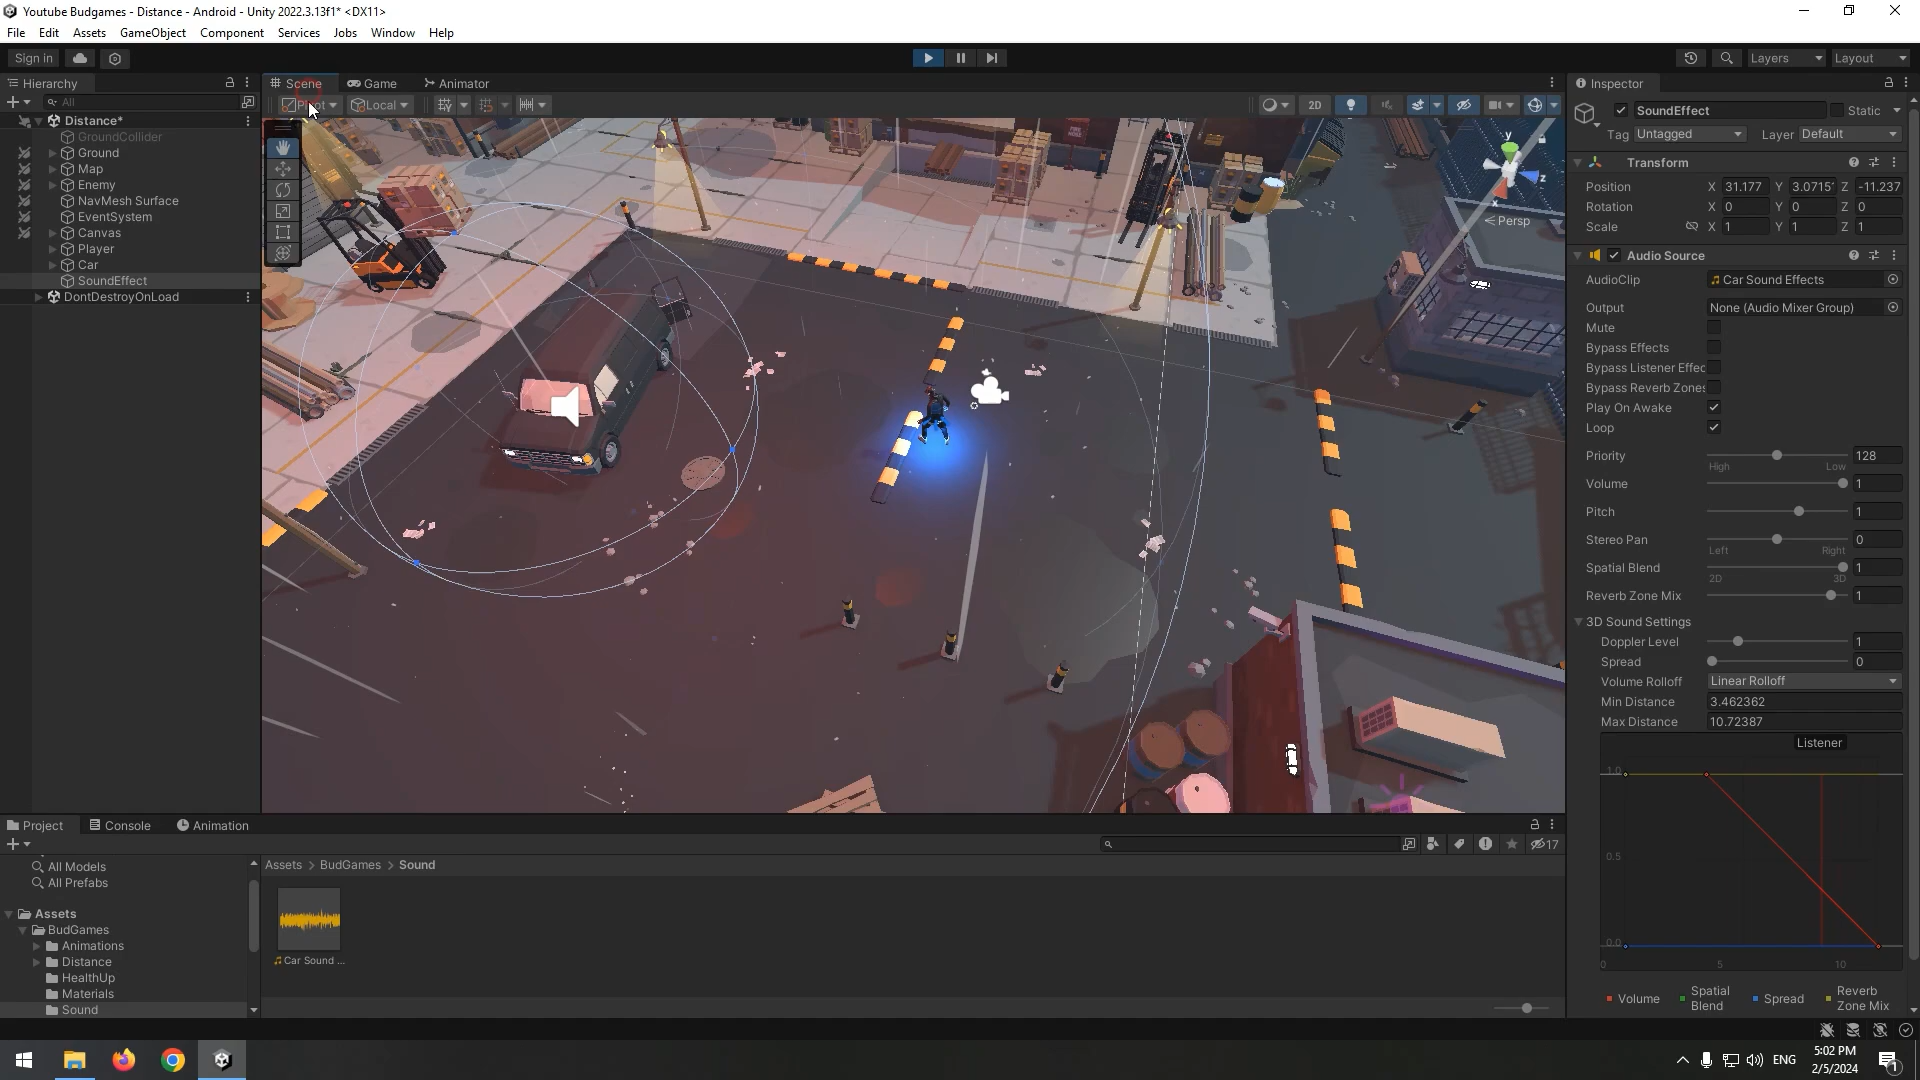 Youtube Budgames - Distance - Android - Unity 2022.3.13f1* <DX11>
File Edit Assets GameObject Component Services Jobs Window Help
Sign in
Layers
Layout
Hierarchy
Scene
Game
Animator
Inspector
All
Pivot
Local
2D
SoundEffect
Static
Tag Untagged
Layer Default
Distance*
GroundCollider
Ground
Map
Enemy
NavMesh Surface
EventSystem
Canvas
Player
Car
SoundEffect
DontDestroyOnLoad
y
z
x
Persp
Transform
Position X 31.177 Y 3.0715 Z -11.237
Rotation X 0 Y 0 Z 0
Scale X 1 Y 1 Z 1
Audio Source
AudioClip Car Sound Effects
Output None (Audio Mixer Group)
Mute
Bypass Effects
Bypass Listener Effec
Bypass Reverb Zones
Play On Awake
Loop
Priority 128
High Low
Volume 1
Pitch 1
Stereo Pan 0
Left Right
Spatial Blend 1
2D 3D
Reverb Zone Mix 1
3D Sound Settings
Doppler Level 1
Spread 0
Volume Rolloff Linear Rolloff
Min Distance 3.462362
Max Distance 10.72387
Listener
1.0
0.5
0.0
0 5 10
Volume
Spatial Blend
Spread
Reverb Zone Mix
Project
Console
Animation
17
All Models
All Prefabs
Assets
BudGames
Animations
Distance
HealthUp
Materials
Sound
Assets > BudGames > Sound
Car Sound ...
ENG
5:02 PM
2/5/2024
1